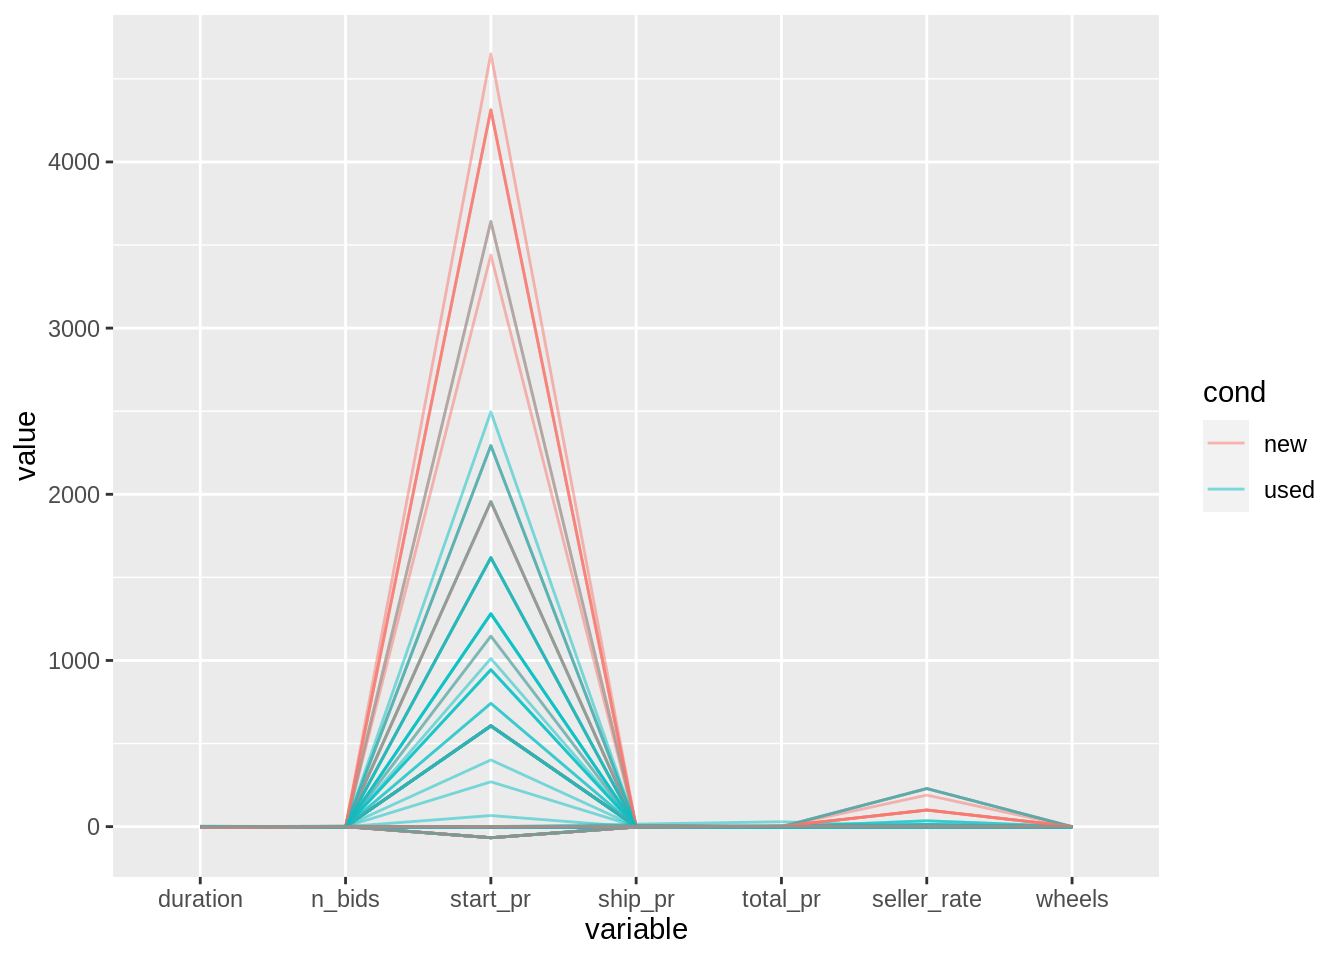 4000
3000
2000
1000
0
value
duration n_bids start_pr ship_pr total_pr seller_rate wheels
variable
cond
new
used